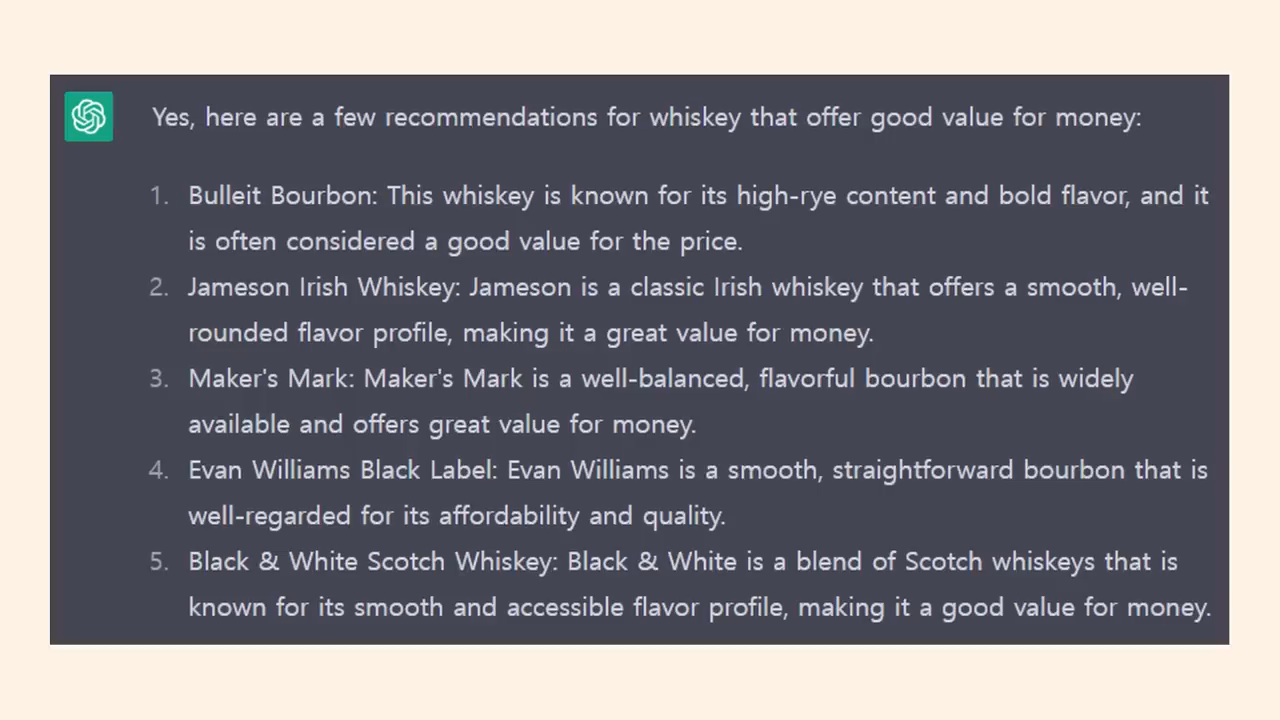 Yes, here are a few recommendations for whiskey that offer good value for money:
1. Bulleit Bourbon: This whiskey is known for its high-rye content and bold flavor, and it
is often considered a good value for the price.
2. Jameson Irish Whiskey: Jameson is a classic Irish whiskey that offers a smooth, well-
rounded flavor profile, making it a great value for money.
3. Maker's Mark: Maker's Mark is a well-balanced, flavorful bourbon that is widely
available and offers great value for money.
4. Evan Williams Black Label: Evan Williams is a smooth, straightforward bourbon that is
well-regarded for its affordability and quality.
5. Black & White Scotch Whiskey: Black & White is a blend of Scotch whiskeys that is
known for its smooth and accessible flavor profile, making it a good value for money.